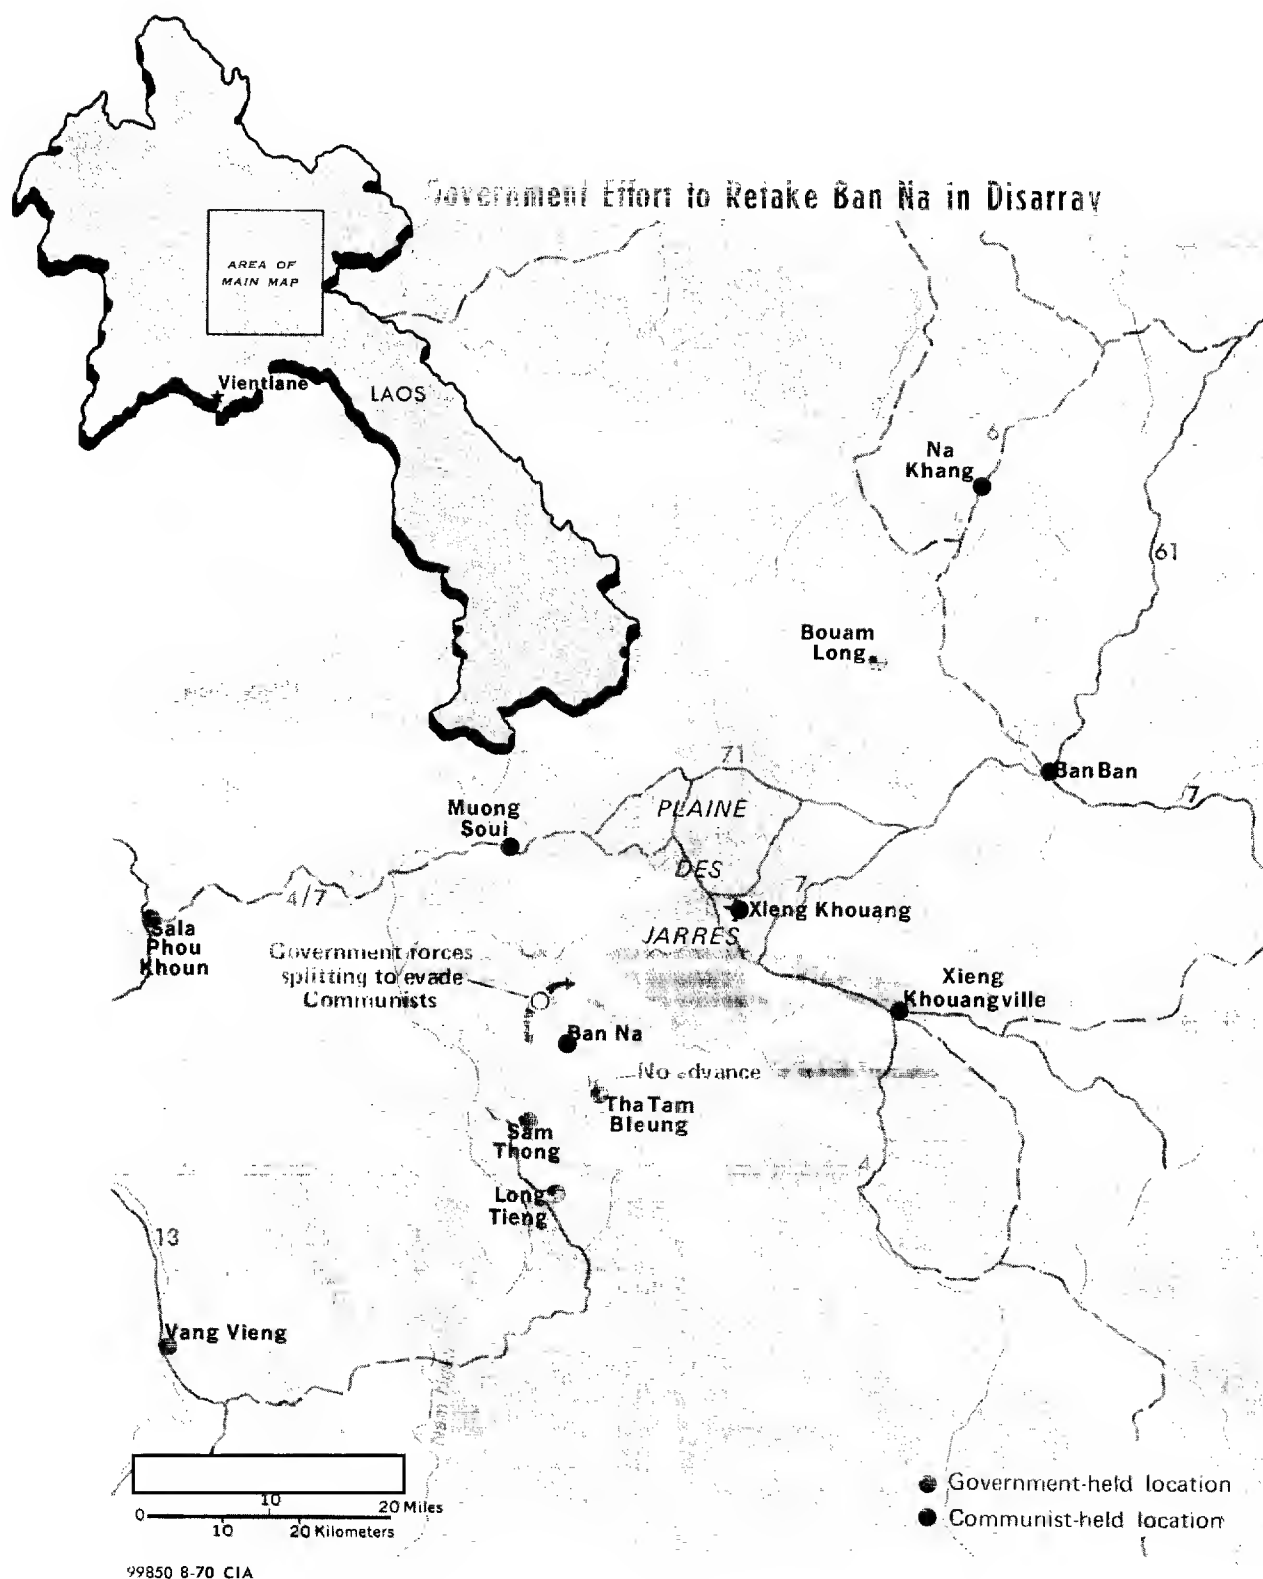 Government Effort to Retake Ban Na in Disarray
AREA OF
MAIN MAP
Vientiane
LAOS
Na
Khang
6
61
Bouam
Long
71
Ban Ban
7
PLAINE
Muong
Soui
DES
7
4/7
Xieng Khouang
Sala
Phou
Khoun
JARRES
Government forces
splitting to evade
Communists
Xieng
Khouangville
Ban Na
No advance
Tha Tam
Bleung
Sam
Thong
4
Long
Tieng
13
Vang Vieng
10
20 Miles
0
10
20 Kilometers
Government-held location
Communist-held location
99850 8-70 CIA